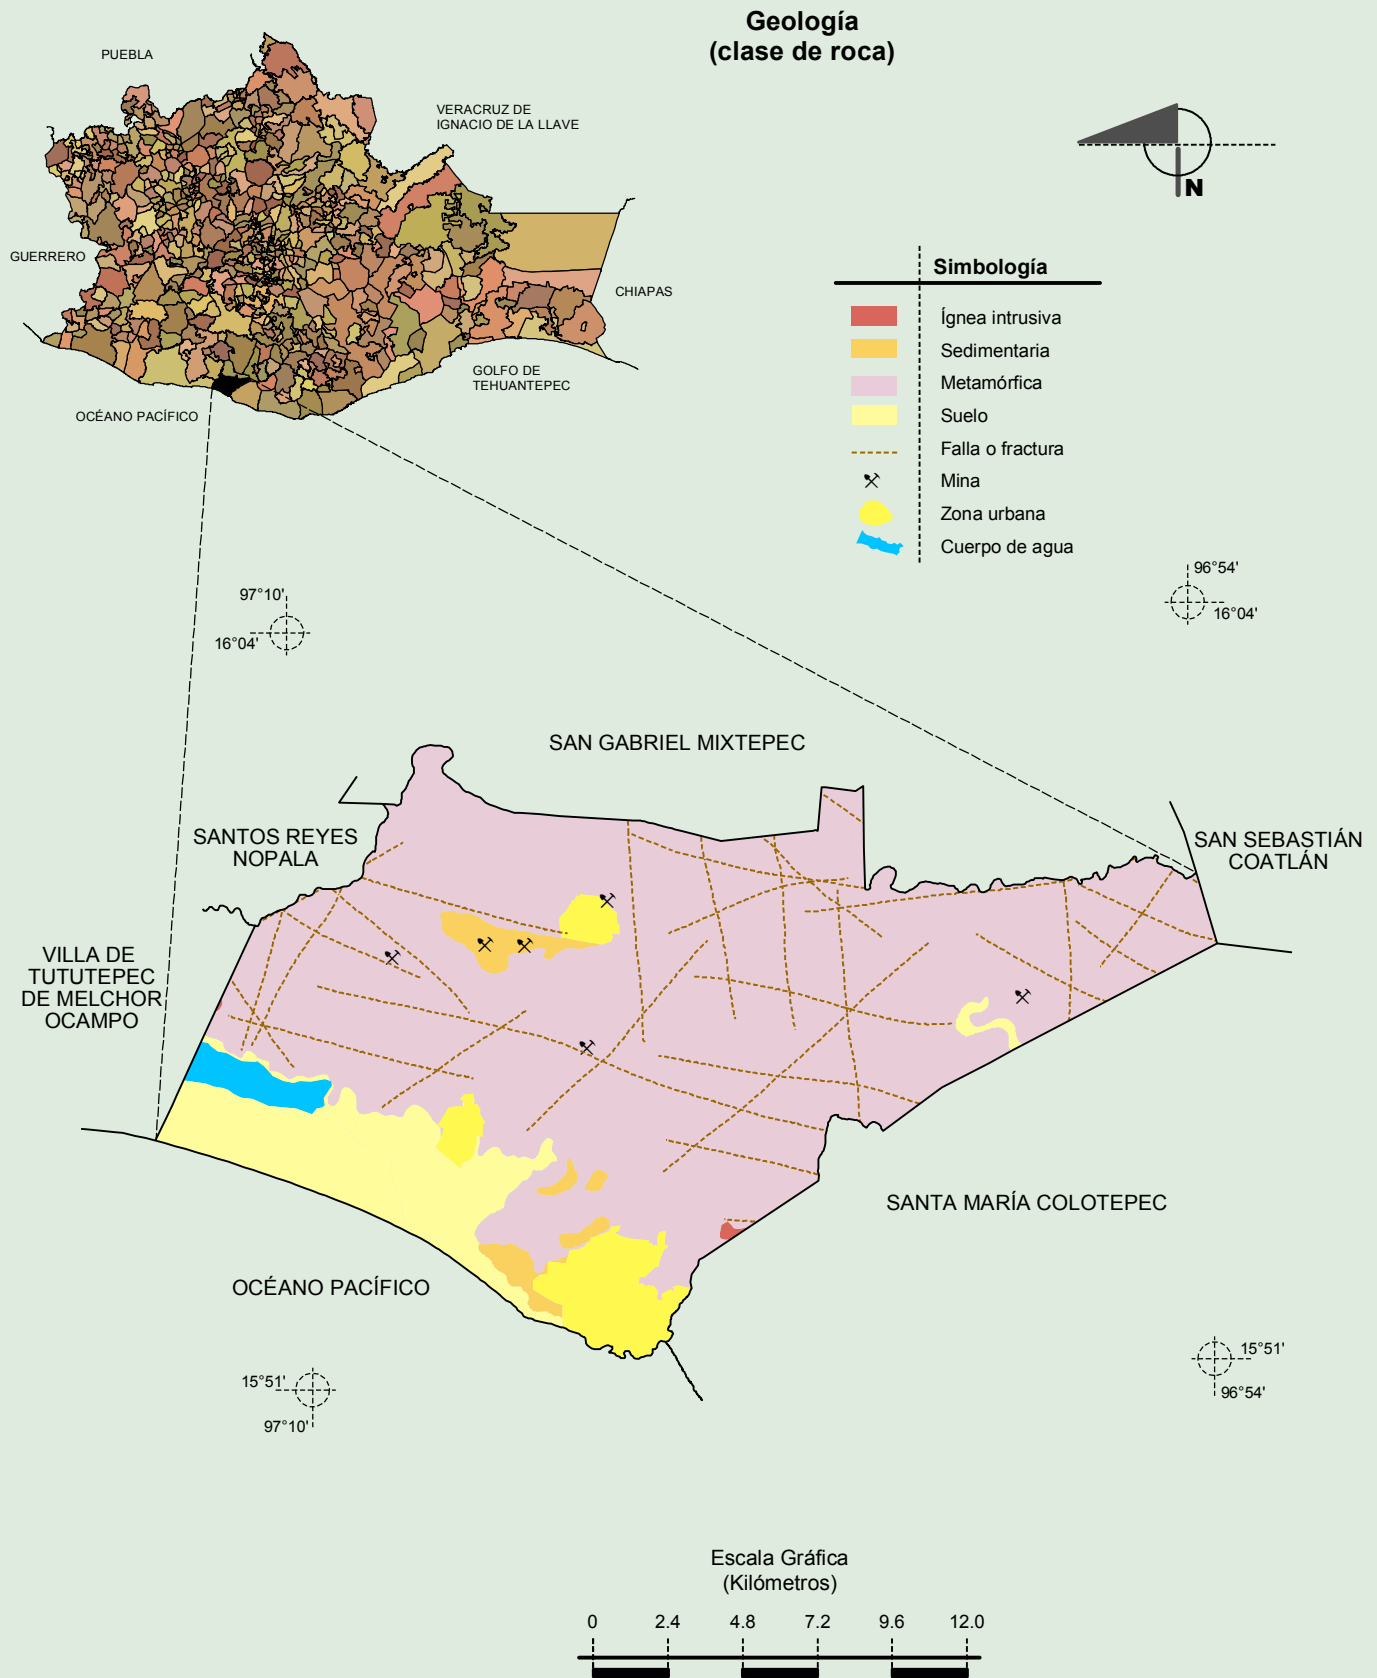 Geología
(clase de roca)
PUEBLA
VERACRUZ DE
IGNACIO DE LA LLAVE
GUERRERO
CHIAPAS
GOLFO DE
TEHUANTEPEC
OCÉANO PACÍFICO
N
Simbología
Ígnea intrusiva
Sedimentaria
Metamórfica
Suelo
Falla o fractura
Mina
Zona urbana
Cuerpo de agua
97°10'
16°04'
96°54'
16°04'
SAN GABRIEL MIXTEPEC
SANTOS REYES
NOPALA
SAN SEBASTIÁN
COATLÁN
VILLA DE
TUTUTEPEC
DE MELCHOR
OCAMPO
SANTA MARÍA COLOTEPEC
OCÉANO PACÍFICO
15°51'
97°10'
15°51'
96°54'
Escala Gráfica
(Kilómetros)
0 2.4 4.8 7.2 9.6 12.0